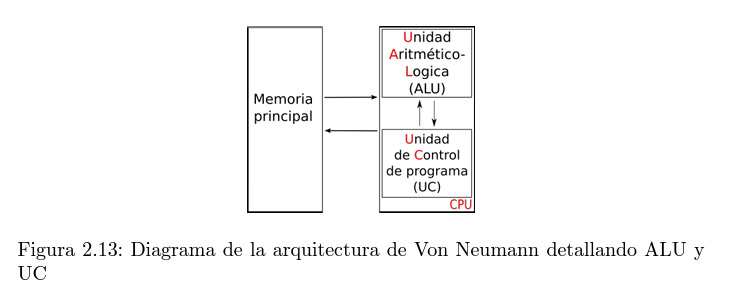 Memoria
principal
Unidad
Aritmético-
Logica
(ALU)
Unidad
de Control
de programa
(UC)
CPU
Figura 2.13: Diagrama de la arquitectura de Von Neumann detallando ALU y
UC